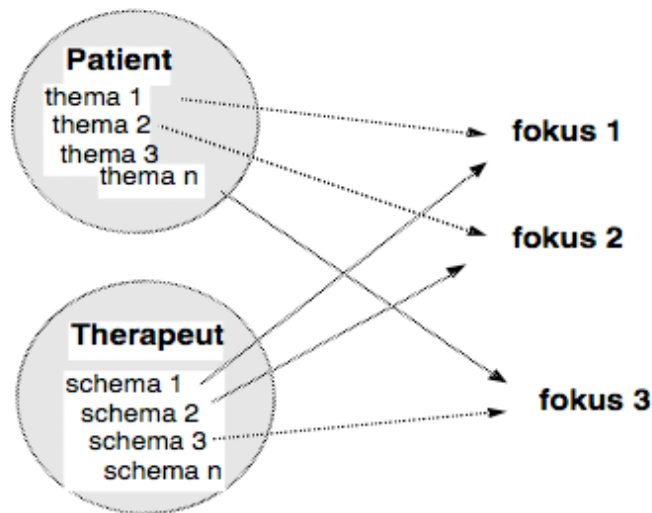 Patient
thema 1
thema 2
thema 3
thema n
fokus 1
fokus 2
Therapeut
schema 1
schema 2
schema 3
schema n
fokus 3